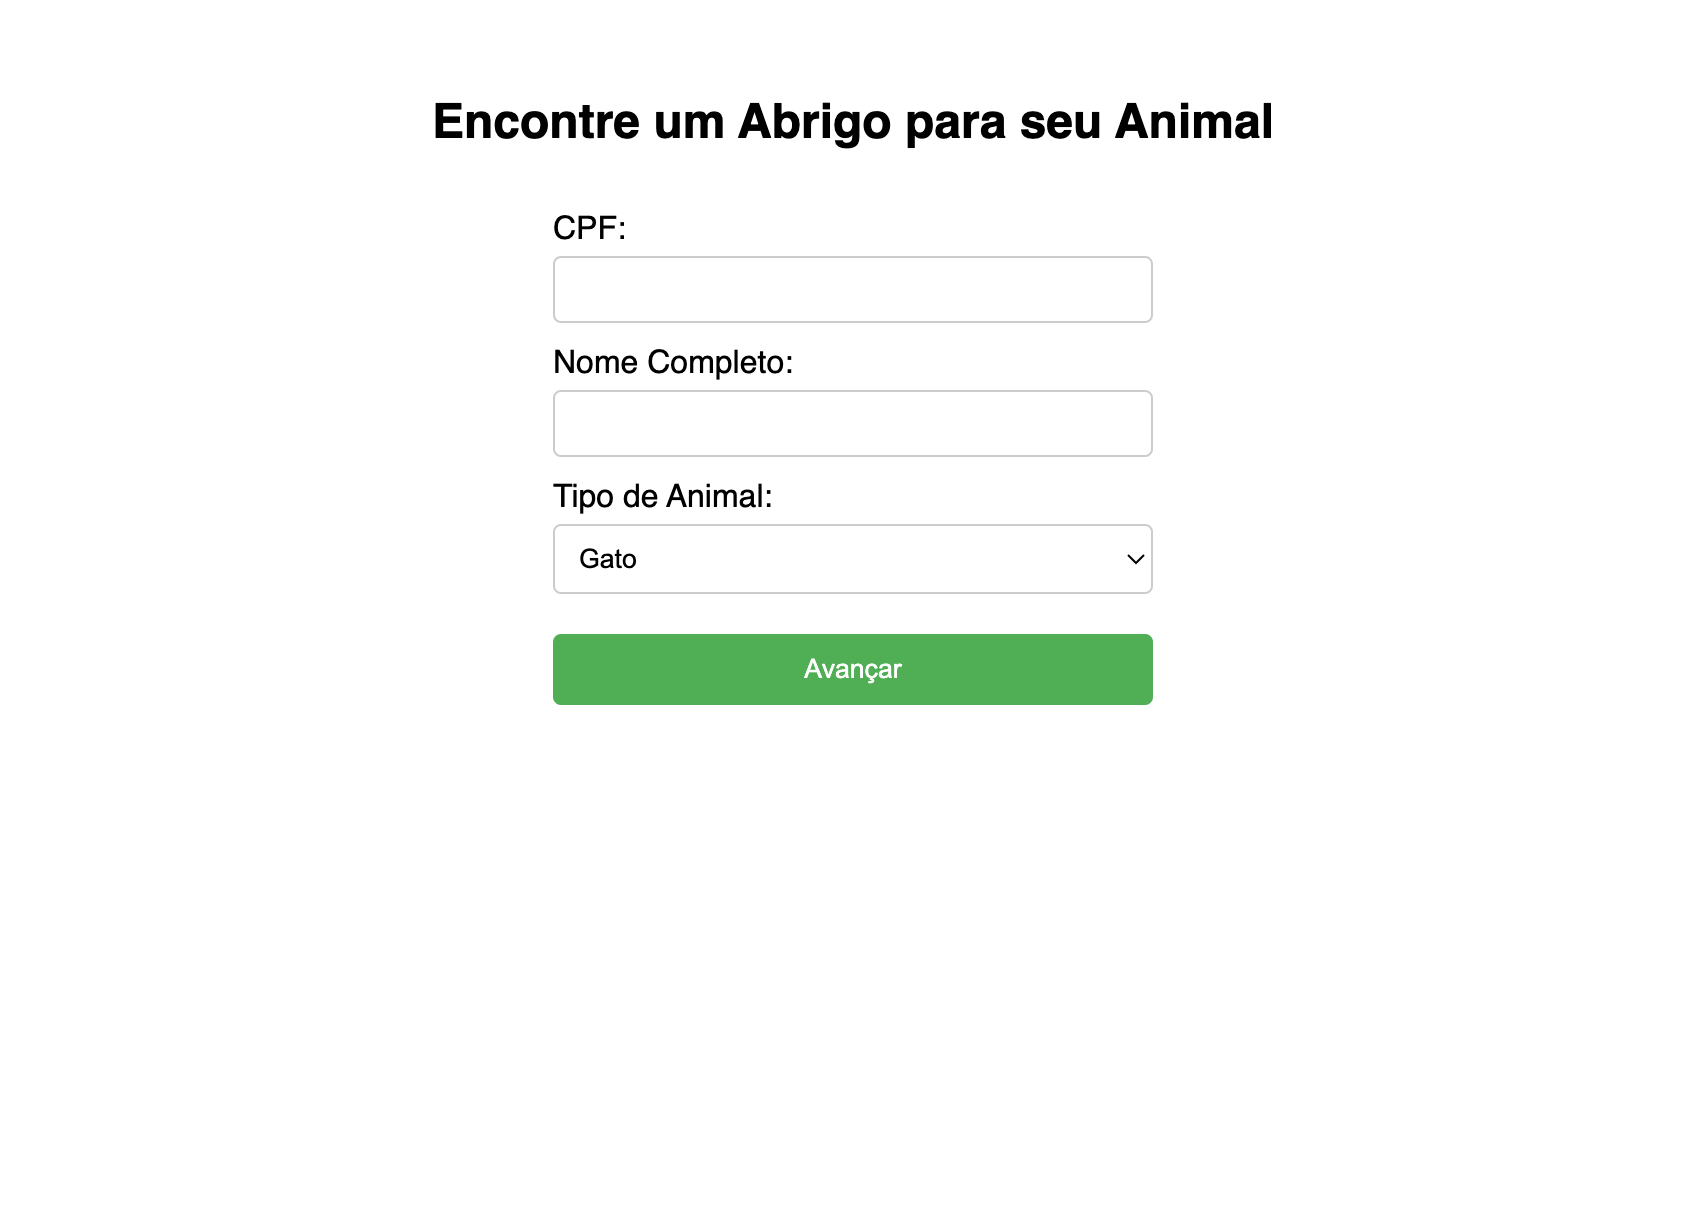 Encontre um Abrigo para seu Animal
CPF:
Nome Completo:
Tipo de Animal:
Gato
Avançar